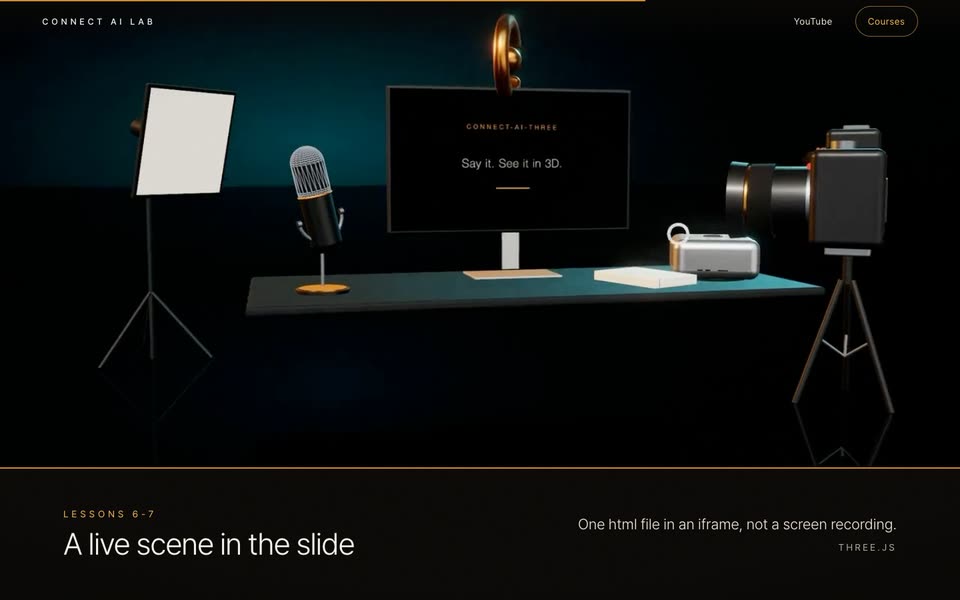 CONNECT AI LAB
YouTube
Courses
CONNECT-AI-THREE
Say it. See it in 3D.
LESSONS 6-7
A live scene in the slide
One html file in an iframe, not a screen recording.
THREE.JS